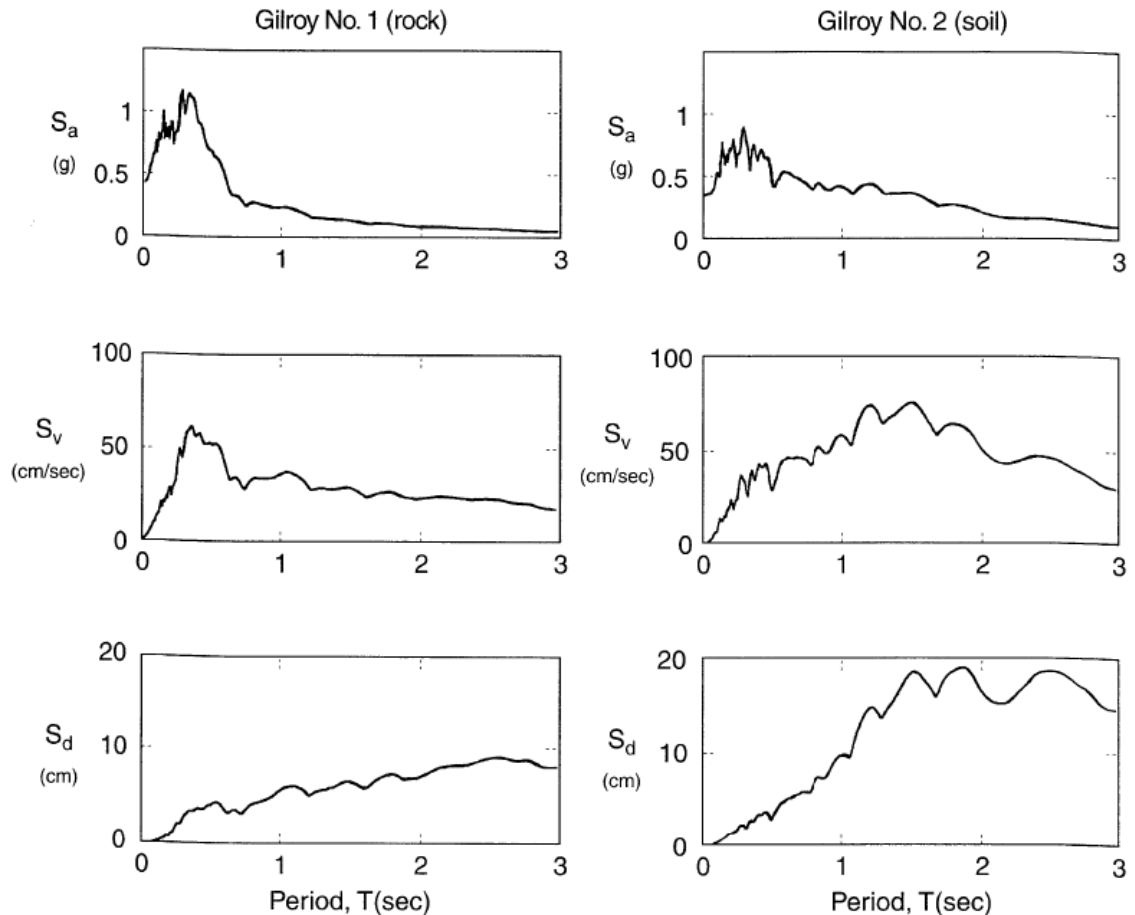 Gilroy No. 1 (rock)
1
Sa
(g)
0.5
0
0 1 2 3
100
Sv
(cm/sec)
50
0
0 1 2 3
20
Sd
(cm)
10
0
0 1 2 3
Period, T(sec)
Gilroy No. 2 (soil)
1
Sa
(g)
0.5
0
0 1 2 3
100
Sv
(cm/sec)
50
0
0 1 2 3
20
Sd
(cm)
10
0
0 1 2 3
Period, T(sec)